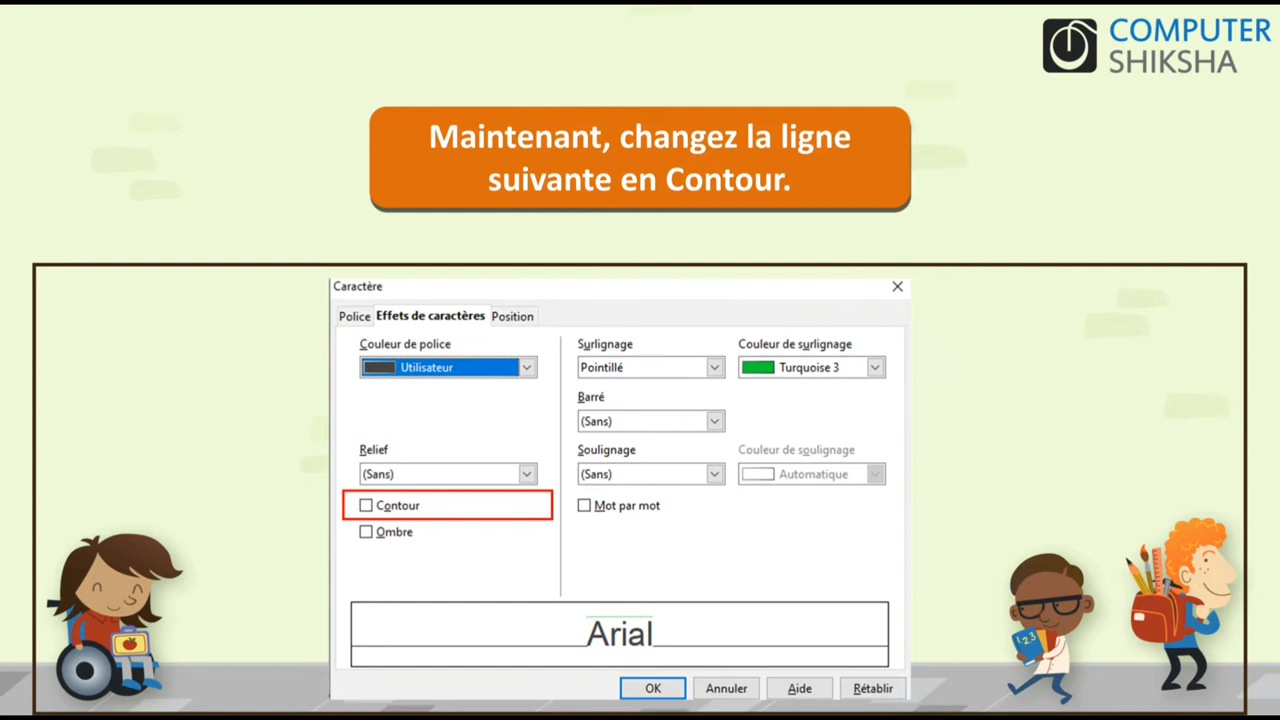 COMPUTER
SHIKSHA
Maintenant, changez la ligne
suivante en Contour.
Caractère
Police Effets de caractères Position
Couleur de police Surlignage Couleur de surlignage
Utilisateur Pointillé Turquoise 3
Barré
(Sans)
Relief Soulignage Couleur de soulignage
(Sans) (Sans) Automatique
Contour Mot par mot
Ombre
Arial
1 2 3
OK Annuler Aide Rétablir